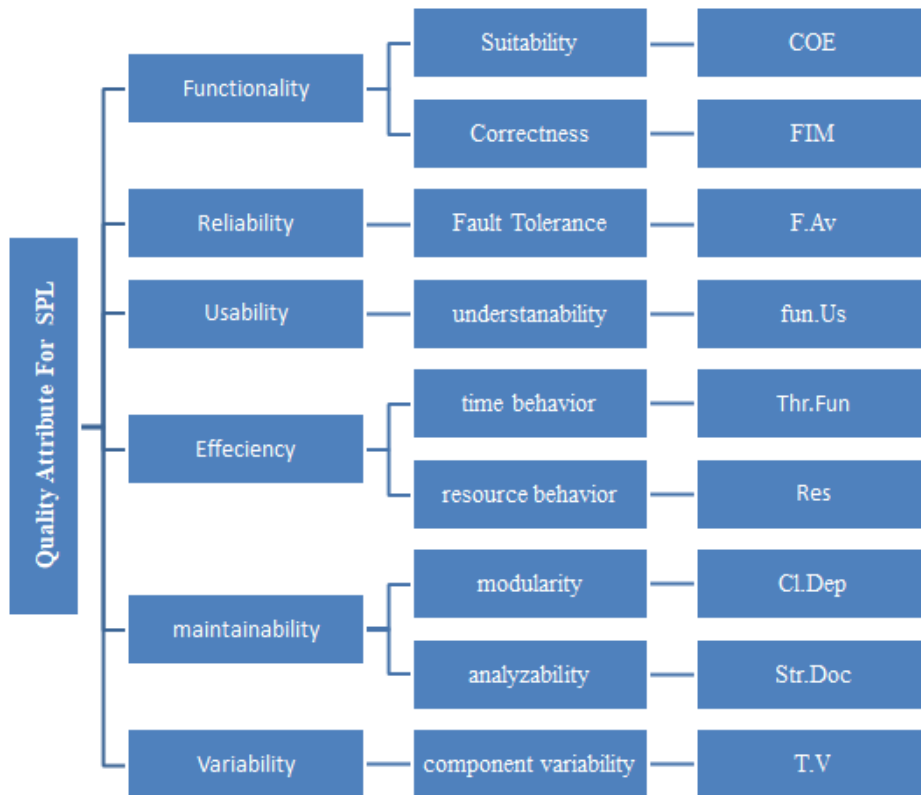 Quality Attribute For SPL
Functionality
Suitability
COE
Correctness
FIM
Reliability
Fault Tolerance
F.Av
Usability
understanability
fun.Us
Effeciency
time behavior
Thr.Fun
resource behavior
Res
maintainability
modularity
Cl.Dep
analyzability
Str.Doc
Variability
component variability
T.V